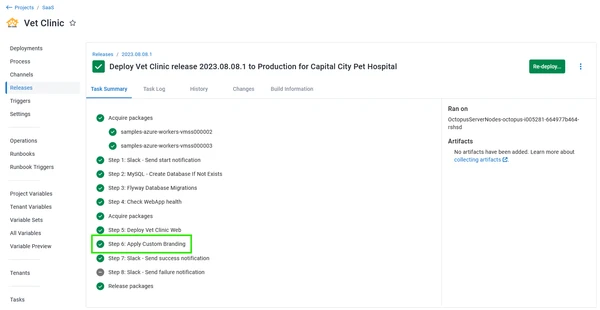 Projects / SaaS
Vet Clinic
Deployments
Process
Channels
Releases
Triggers
Settings
Operations
Runbooks
Runbook Triggers
Project Variables
Tenant Variables
Variable Sets
All Variables
Variable Preview
Tenants
Tasks
Releases / 2023.08.08.1
Deploy Vet Clinic release 2023.08.08.1 to Production for Capital City Pet Hospital
Re-deploy...
Task Summary Task Log History Changes Build Information
Acquire packages
samples-azure-workers-vmss000002
samples-azure-workers-vmss000003
Step 1: Slack - Send start notification
Step 2: MySQL - Create Database If Not Exists
Step 3: Flyway Database Migrations
Step 4: Check WebApp health
Acquire packages
Step 5: Deploy Vet Clinic Web
Step 6: Apply Custom Branding
Step 7: Slack - Send success notification
Step 8: Slack - Send failure notification
Release packages
Ran on
OctopusServerNodes-octopus-i005281-664977b464-
rshsd
Artifacts
No artifacts have been added. Learn more about
collecting artifacts